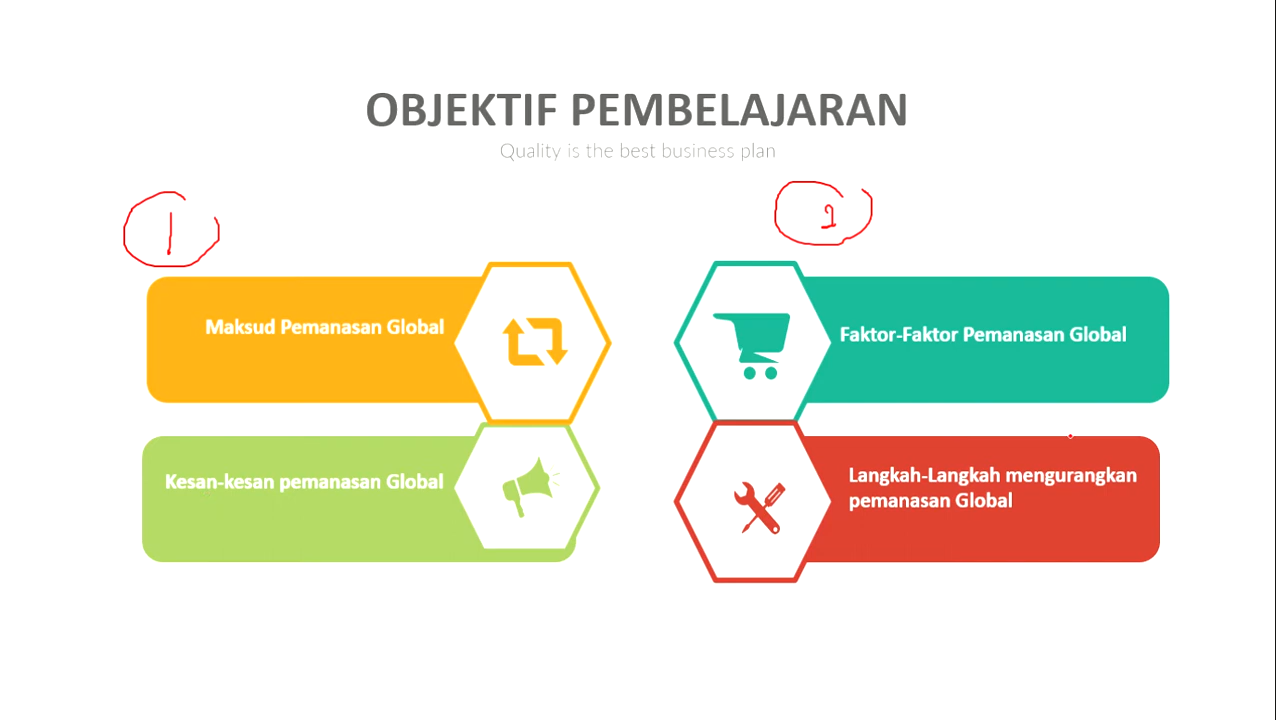 OBJEKTIF PEMBELAJARAN
Quality is the best business plan
1
2
Maksud Pemanasan Global
Faktor-Faktor Pemanasan Global
Kesan-kesan pemanasan Global
Langkah-Langkah mengurangkan
pemanasan Global